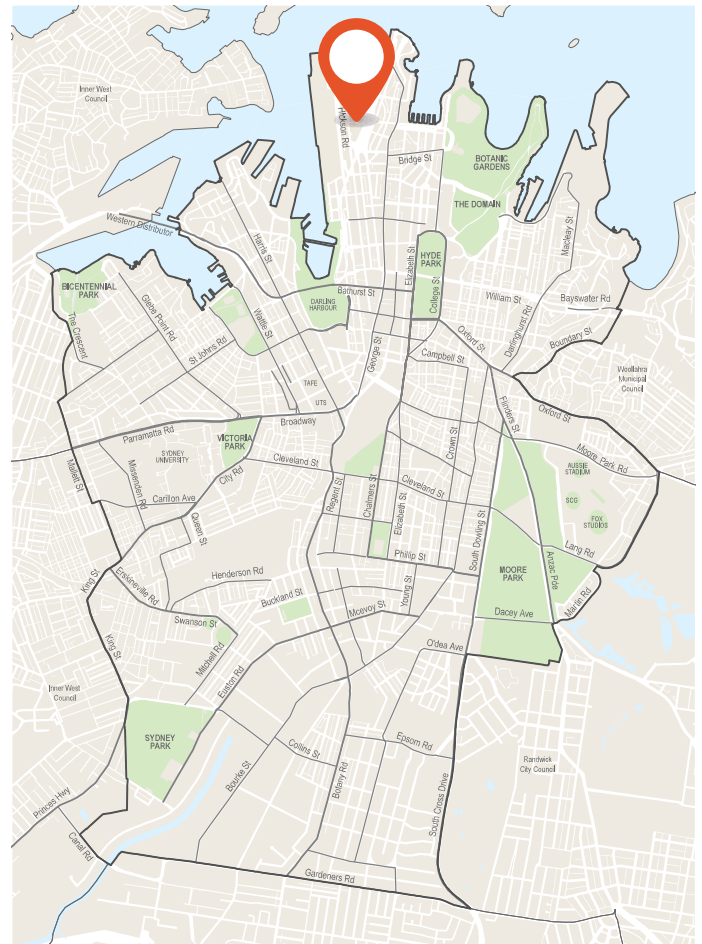 Inner West
Council
Hickson Rd
Bridge St
BOTANIC
GARDENS
THE DOMAIN
Macleay St
Western Distributor
Harris St
Elizabeth St
HYDE
PARK
College St
BICENTENNIAL
PARK
Glebe Point Rd
The Crescent
St Johns Rd
Wattle St
DARLING
HARBOUR
Bathurst St
William St
Bayswater Rd
Darlinghurst Rd
Boundary St
Oxford St
George St
Campbell St
Woollahra
Municipal
Council
TAFE
UTS
Broadway
Flinders St
Oxford St
Moore Park Rd
Parramatta Rd
VICTORIA
PARK
SYDNEY
UNIVERSITY
City Rd
Cleveland St
Crown St
Mallett St
Missenden Rd
Carillon Ave
Queen St
Regent St
Chalmers St
Elizabeth St
Cleveland St
AUSSIE
STADIUM
SCG
FOX
STUDIOS
South Dowling St
Lang Rd
Anzac Pde
MOORE
PARK
Phillip St
King St
Erskineville Rd
Henderson Rd
Buckland St
Mcevoy St
Young St
Dacey Ave
Martin Rd
Swanson St
Mitchell Rd
Euston Rd
O'dea Ave
King St
Inner West
Council
SYDNEY
PARK
Collins St
Bourke St
Botany Rd
Epsom Rd
South Cross Drive
Randwick
City Council
Princes Hwy
Canal Rd
Gardeners Rd